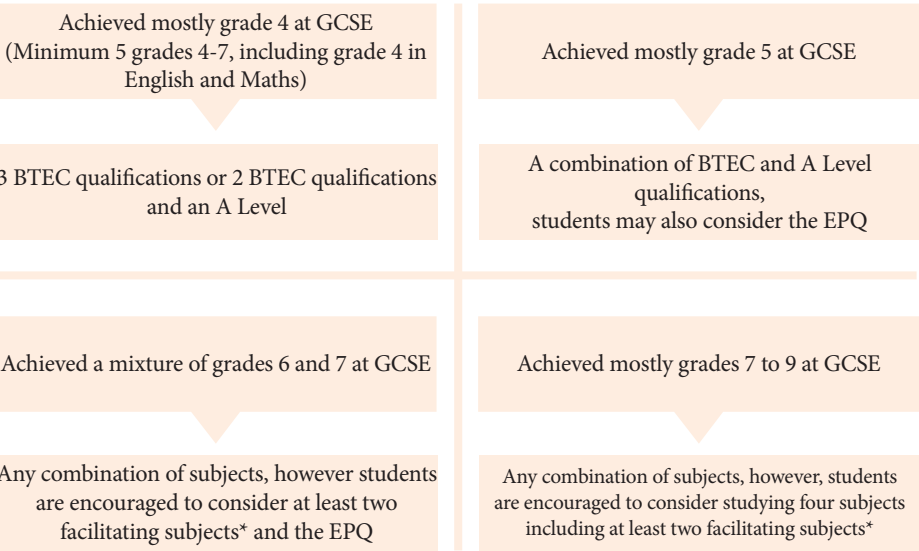 Achieved mostly grade 4 at GCSE
(Minimum 5 grades 4-7, including grade 4 in
English and Maths)
Achieved mostly grade 5 at GCSE
3 BTEC qualifications or 2 BTEC qualifications
and an A Level
A combination of BTEC and A Level
qualifications,
students may also consider the EPQ
Achieved a mixture of grades 6 and 7 at GCSE
Achieved mostly grades 7 to 9 at GCSE
Any combination of subjects, however students
are encouraged to consider at least two
facilitating subjects* and the EPQ
Any combination of subjects, however, students
are encouraged to consider studying four subjects
including at least two facilitating subjects*